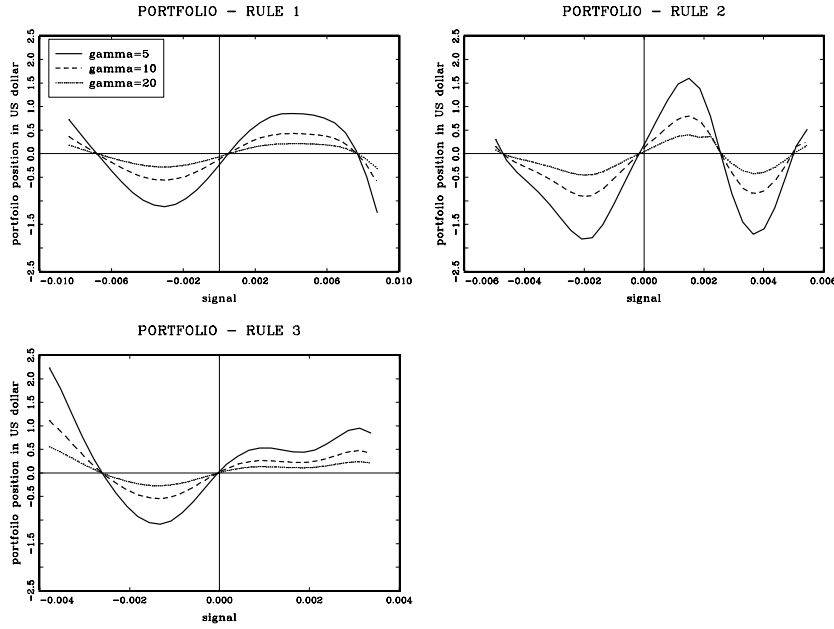 PORTFOLIO - RULE 1
portfolio position in US dollar
2.5
2.0
1.5
1.0
0.5
0.0
-0.5
-1.5
-2.5
gamma=5
gamma=10
gamma=20
-0.010 -0.006 -0.002 0.002 0.006 0.010
signal
PORTFOLIO - RULE 2
portfolio position in US dollar
2.5
2.0
1.5
1.0
0.5
0.0
-0.5
-1.5
-2.5
-0.006 -0.004 -0.002 0.000 0.002 0.004 0.006
signal
PORTFOLIO - RULE 3
portfolio position in US dollar
2.5
2.0
1.5
1.0
0.5
0.0
-0.5
-1.5
-2.5
-0.004 -0.002 0.000 0.002 0.004
signal